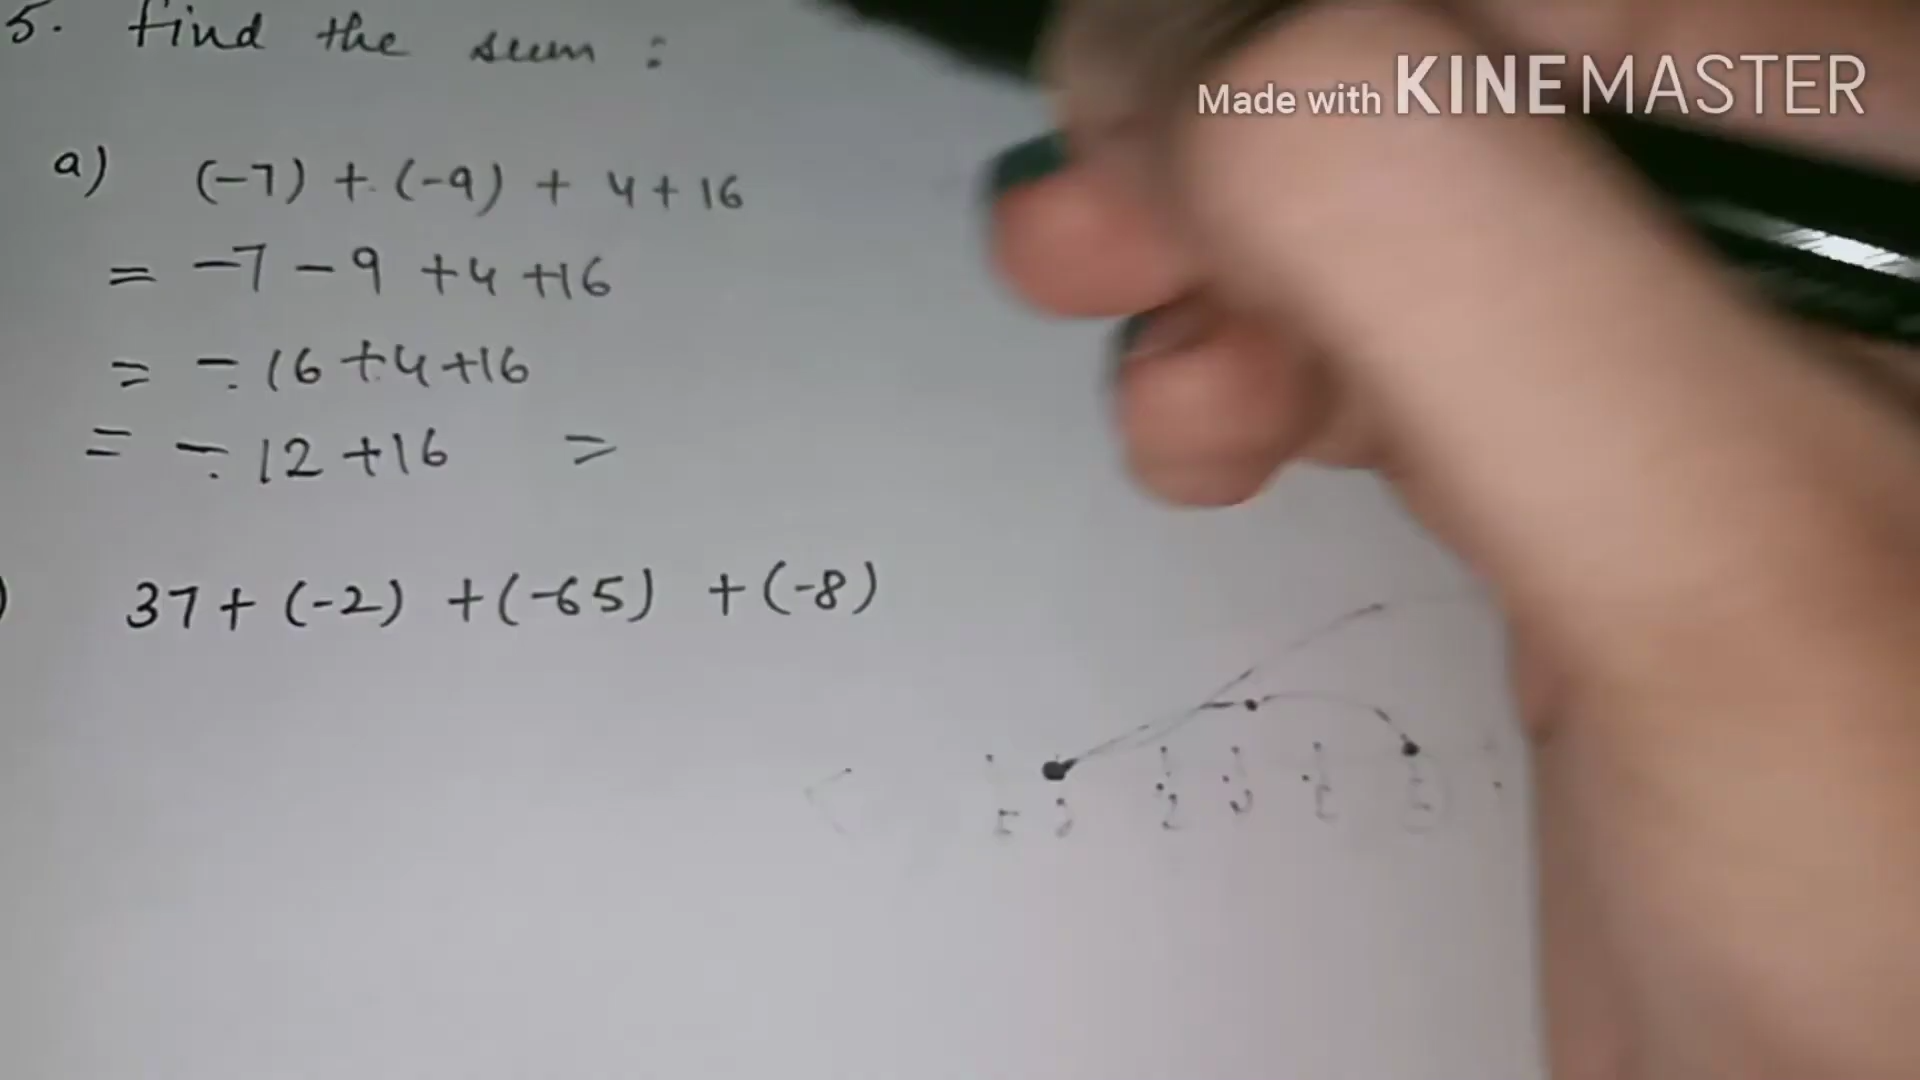 Made with KINEMASTER
5. find the sum :
a) (-7) + (-9) + 4 + 16
= -7 - 9 + 4 + 16
= - 16 + 4 + 16
= - 12 + 16 =
) 37 + (-2) + (-65) + (-8)